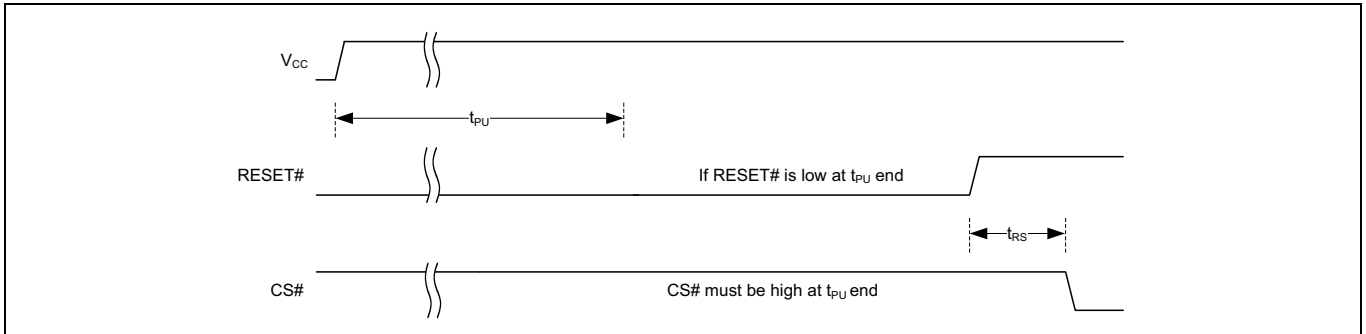 VCC
tPU
RESET#
If RESET# is low at tPU end
tRS
CS#
CS# must be high at tPU end